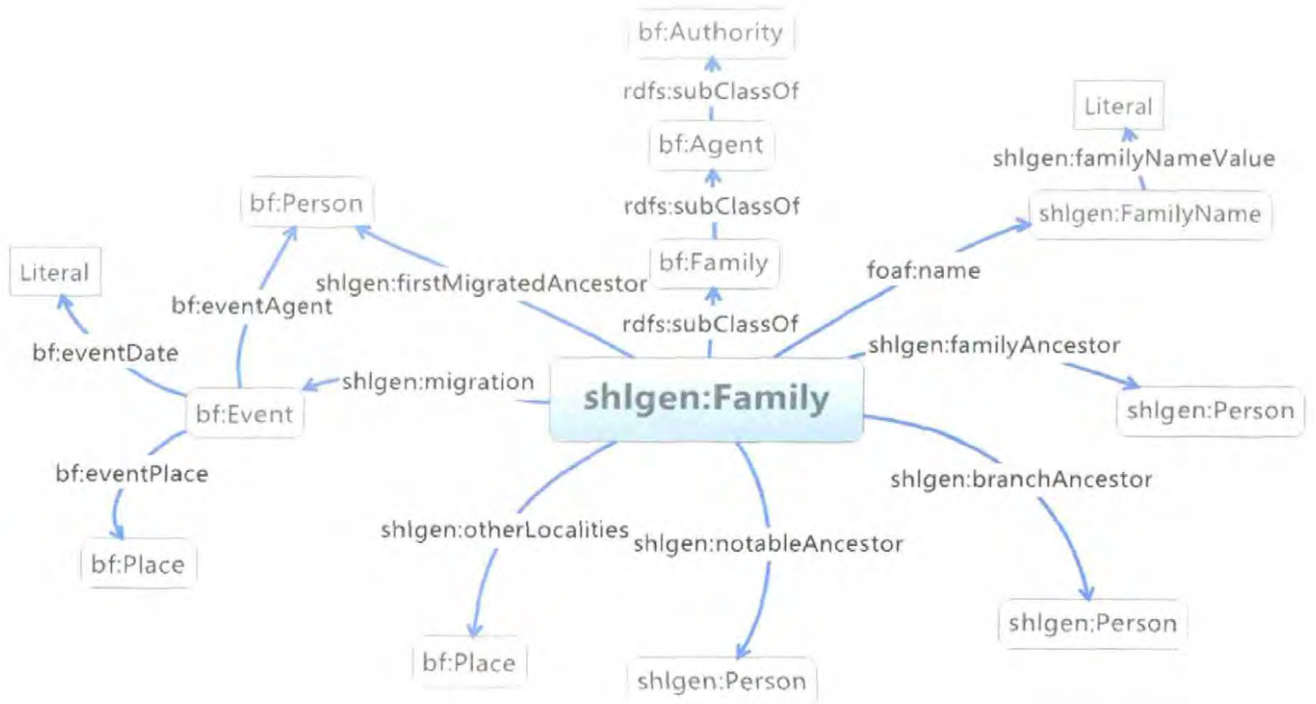 bf:Authority
rdfs:subClassOf
Literal
bf:Agent
shlgen:familyNameValue
bf:Person
rdfs:subClassOf
shlgen:FamilyName
Literal
bf:Family
foaf:name
shlgen:firstMigratedAncestor
bf:eventAgent
rdfs:subClassOf
bf:eventDate
shlgen:familyAncestor
shlgen:migration
shlgen:Family
bf:Event
shlgen:Person
bf:eventPlace
shlgen:branchAncestor
shlgen:otherLocalities
shlgen:notableAncestor
bf:Place
shlgen:Person
bf:Place
shlgen:Person